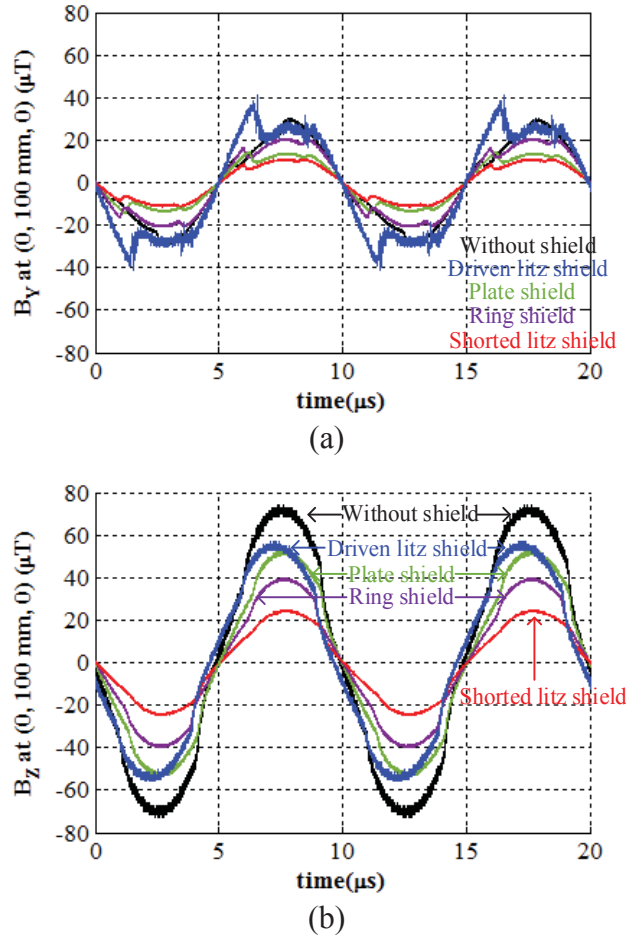 80
60
40
20
0
-20
-40
-60
-80
B_Y at (0, 100 mm, 0) (μT)
Without shield
Driven litz shield
Plate shield
Ring shield
Shorted litz shield
0 5 10 15 20
time(μs)
(a)
80
60
40
20
0
-20
-40
-60
-80
B_Z at (0, 100 mm, 0) (μT)
Without shield
Driven litz shield
Plate shield
Ring shield
Shorted litz shield
0 5 10 15 20
time(μs)
(b)